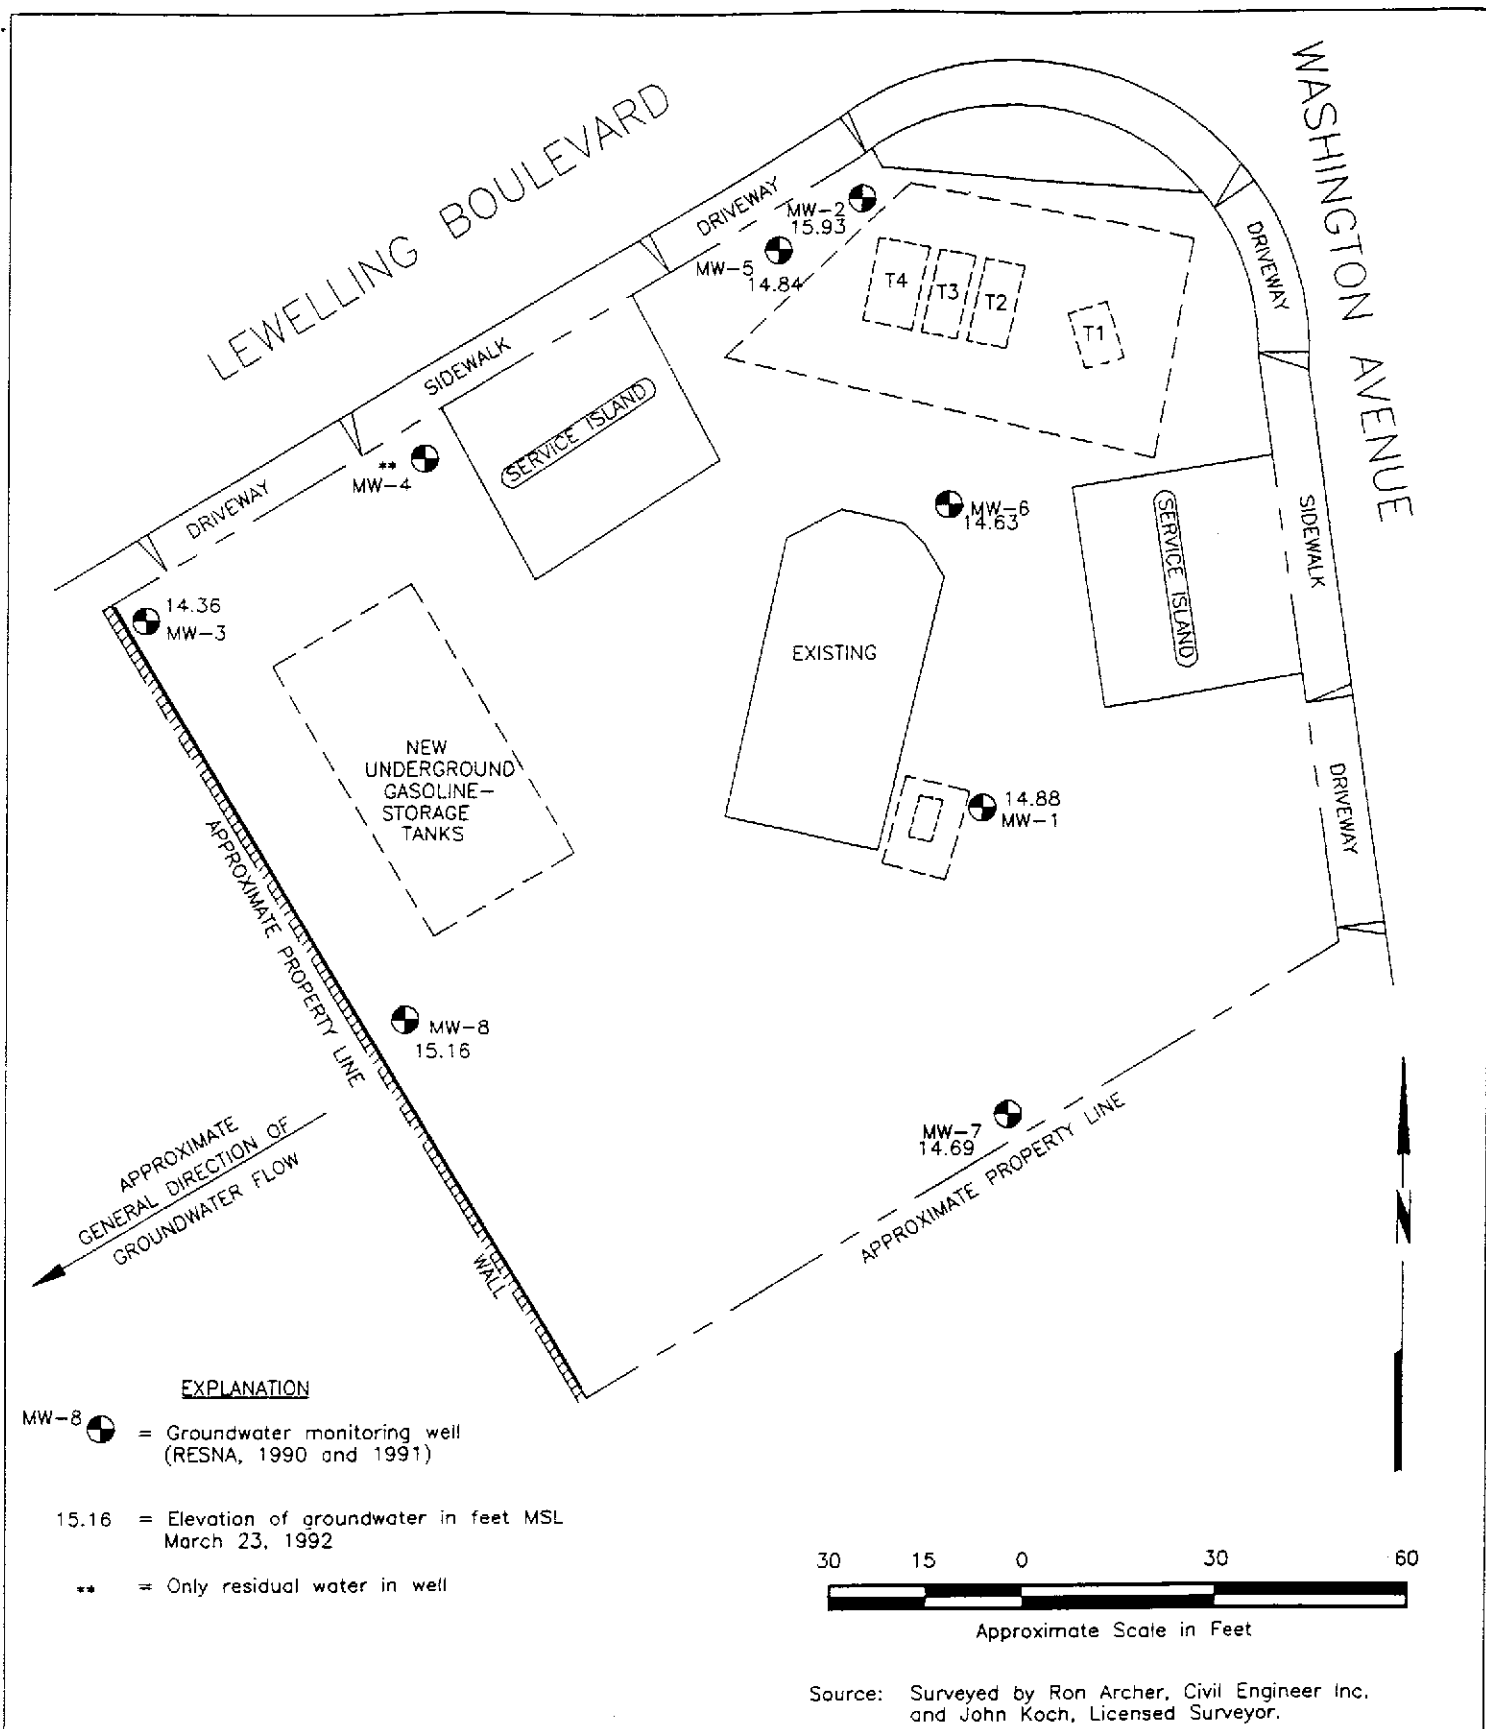 LEWELLING BOULEVARD
WASHINGTON AVENUE
DRIVEWAY
MW-2
15.93
MW-5
14.84
T4
T3
T2
T1
DRIVEWAY
SIDEWALK
SERVICE ISLAND
**
MW-4
DRIVEWAY
MW-6
14.63
SERVICE ISLAND
SIDEWALK
14.36
MW-3
EXISTING
NEW
UNDERGROUND
GASOLINE-
STORAGE
TANKS
14.88
MW-1
DRIVEWAY
APPROXIMATE PROPERTY LINE
MW-8
15.16
MW-7
14.69
APPROXIMATE PROPERTY LINE
APPROXIMATE
GENERAL DIRECTION OF
GROUNDWATER FLOW
WALL
N
EXPLANATION
MW-8
= Groundwater monitoring well
(RESNA, 1990 and 1991)
15.16 = Elevation of groundwater in feet MSL
March 23, 1992
** = Only residual water in well
30 15 0 30 60
Approximate Scale in Feet
Source: Surveyed by Ron Archer, Civil Engineer Inc.
and John Koch, Licensed Surveyor.